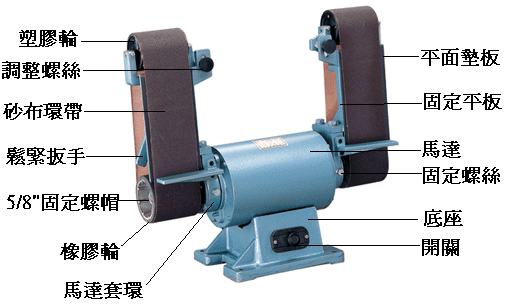 塑膠輪
調整螺絲
砂布環帶
鬆緊扳手
5/8"固定螺帽
橡膠輪
馬達套環
平面墊板
固定平板
馬達
固定螺絲
底座
開關